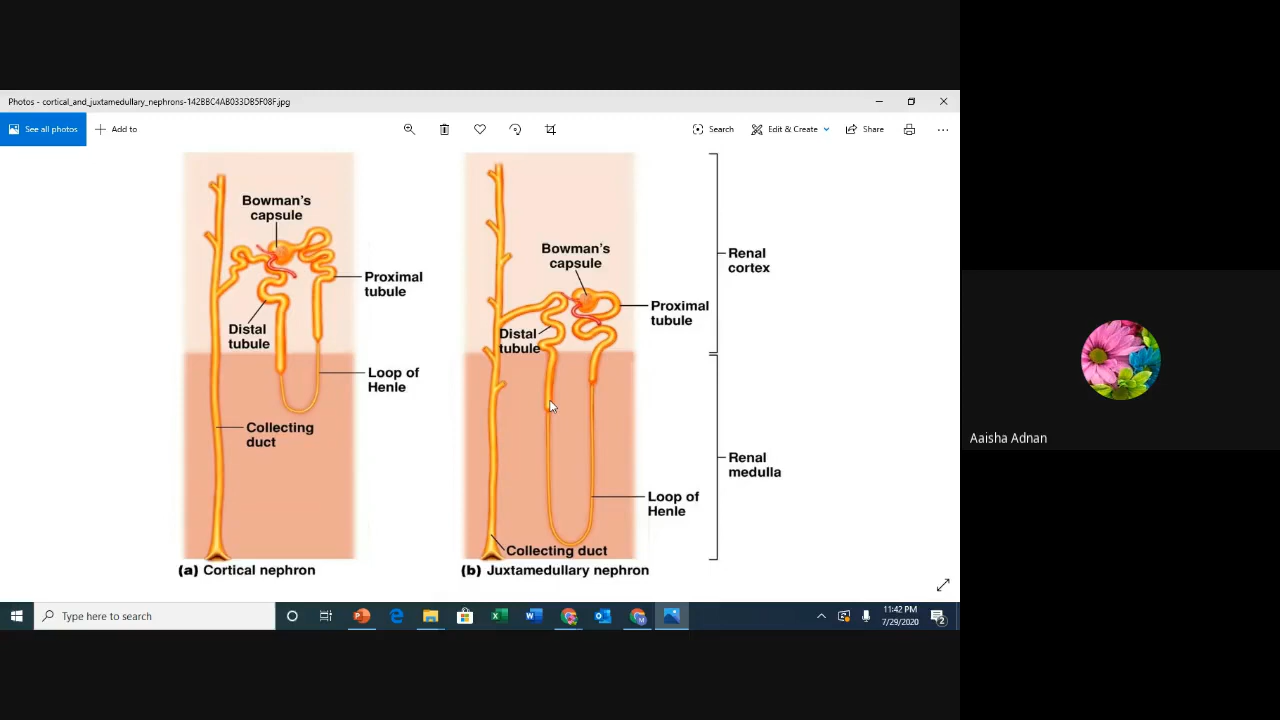 Photos - cortical_and_juxtamedullary_nephrons-142BBC4AB033DB5F08F.jpg
See all photos
Add to
Search
Edit & Create
Share
Bowman's
capsule
Proximal
tubule
Distal
tubule
Loop of
Henle
Collecting
duct
(a) Cortical nephron
Bowman's
capsule
Proximal
tubule
Distal
tubule
Loop of
Henle
Collecting duct
(b) Juxtamedullary nephron
Renal
cortex
Renal
medulla
Aaisha Adnan
Type here to search
11:42 PM
7/29/2020
2